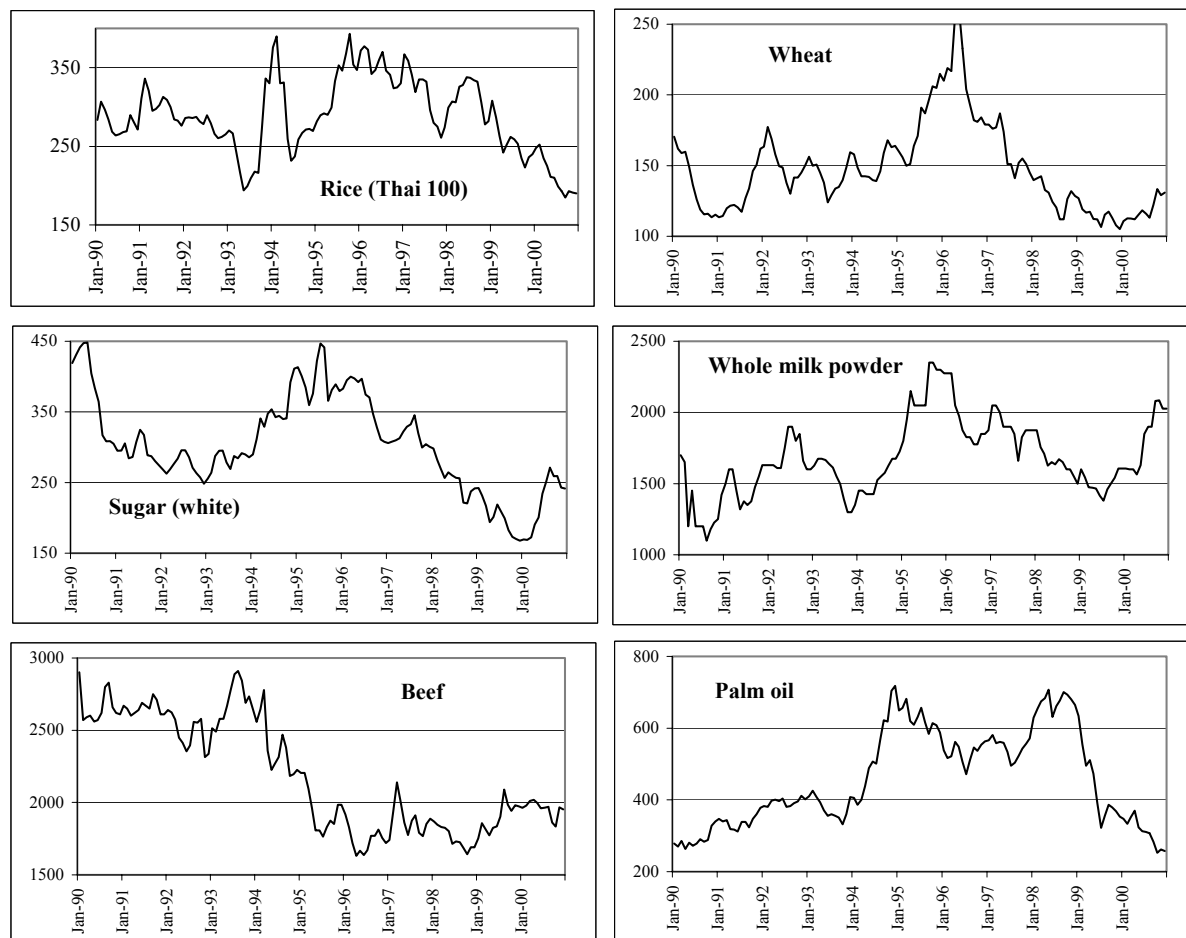 350
250
150
Rice (Thai 100)
Jan-90 Jan-91 Jan-92 Jan-93 Jan-94 Jan-95 Jan-96 Jan-97 Jan-98 Jan-99 Jan-00
250
200
150
100
Wheat
Jan-90 Jan-91 Jan-92 Jan-93 Jan-94 Jan-95 Jan-96 Jan-97 Jan-98 Jan-99 Jan-00
450
350
250
150
Sugar (white)
Jan-90 Jan-91 Jan-92 Jan-93 Jan-94 Jan-95 Jan-96 Jan-97 Jan-98 Jan-99 Jan-00
2500
2000
1500
1000
Whole milk powder
Jan-90 Jan-91 Jan-92 Jan-93 Jan-94 Jan-95 Jan-96 Jan-97 Jan-98 Jan-99 Jan-00
3000
2500
2000
1500
Beef
Jan-90 Jan-91 Jan-92 Jan-93 Jan-94 Jan-95 Jan-96 Jan-97 Jan-98 Jan-99 Jan-00
800
600
400
200
Palm oil
Jan-90 Jan-91 Jan-92 Jan-93 Jan-94 Jan-95 Jan-96 Jan-97 Jan-98 Jan-99 Jan-00